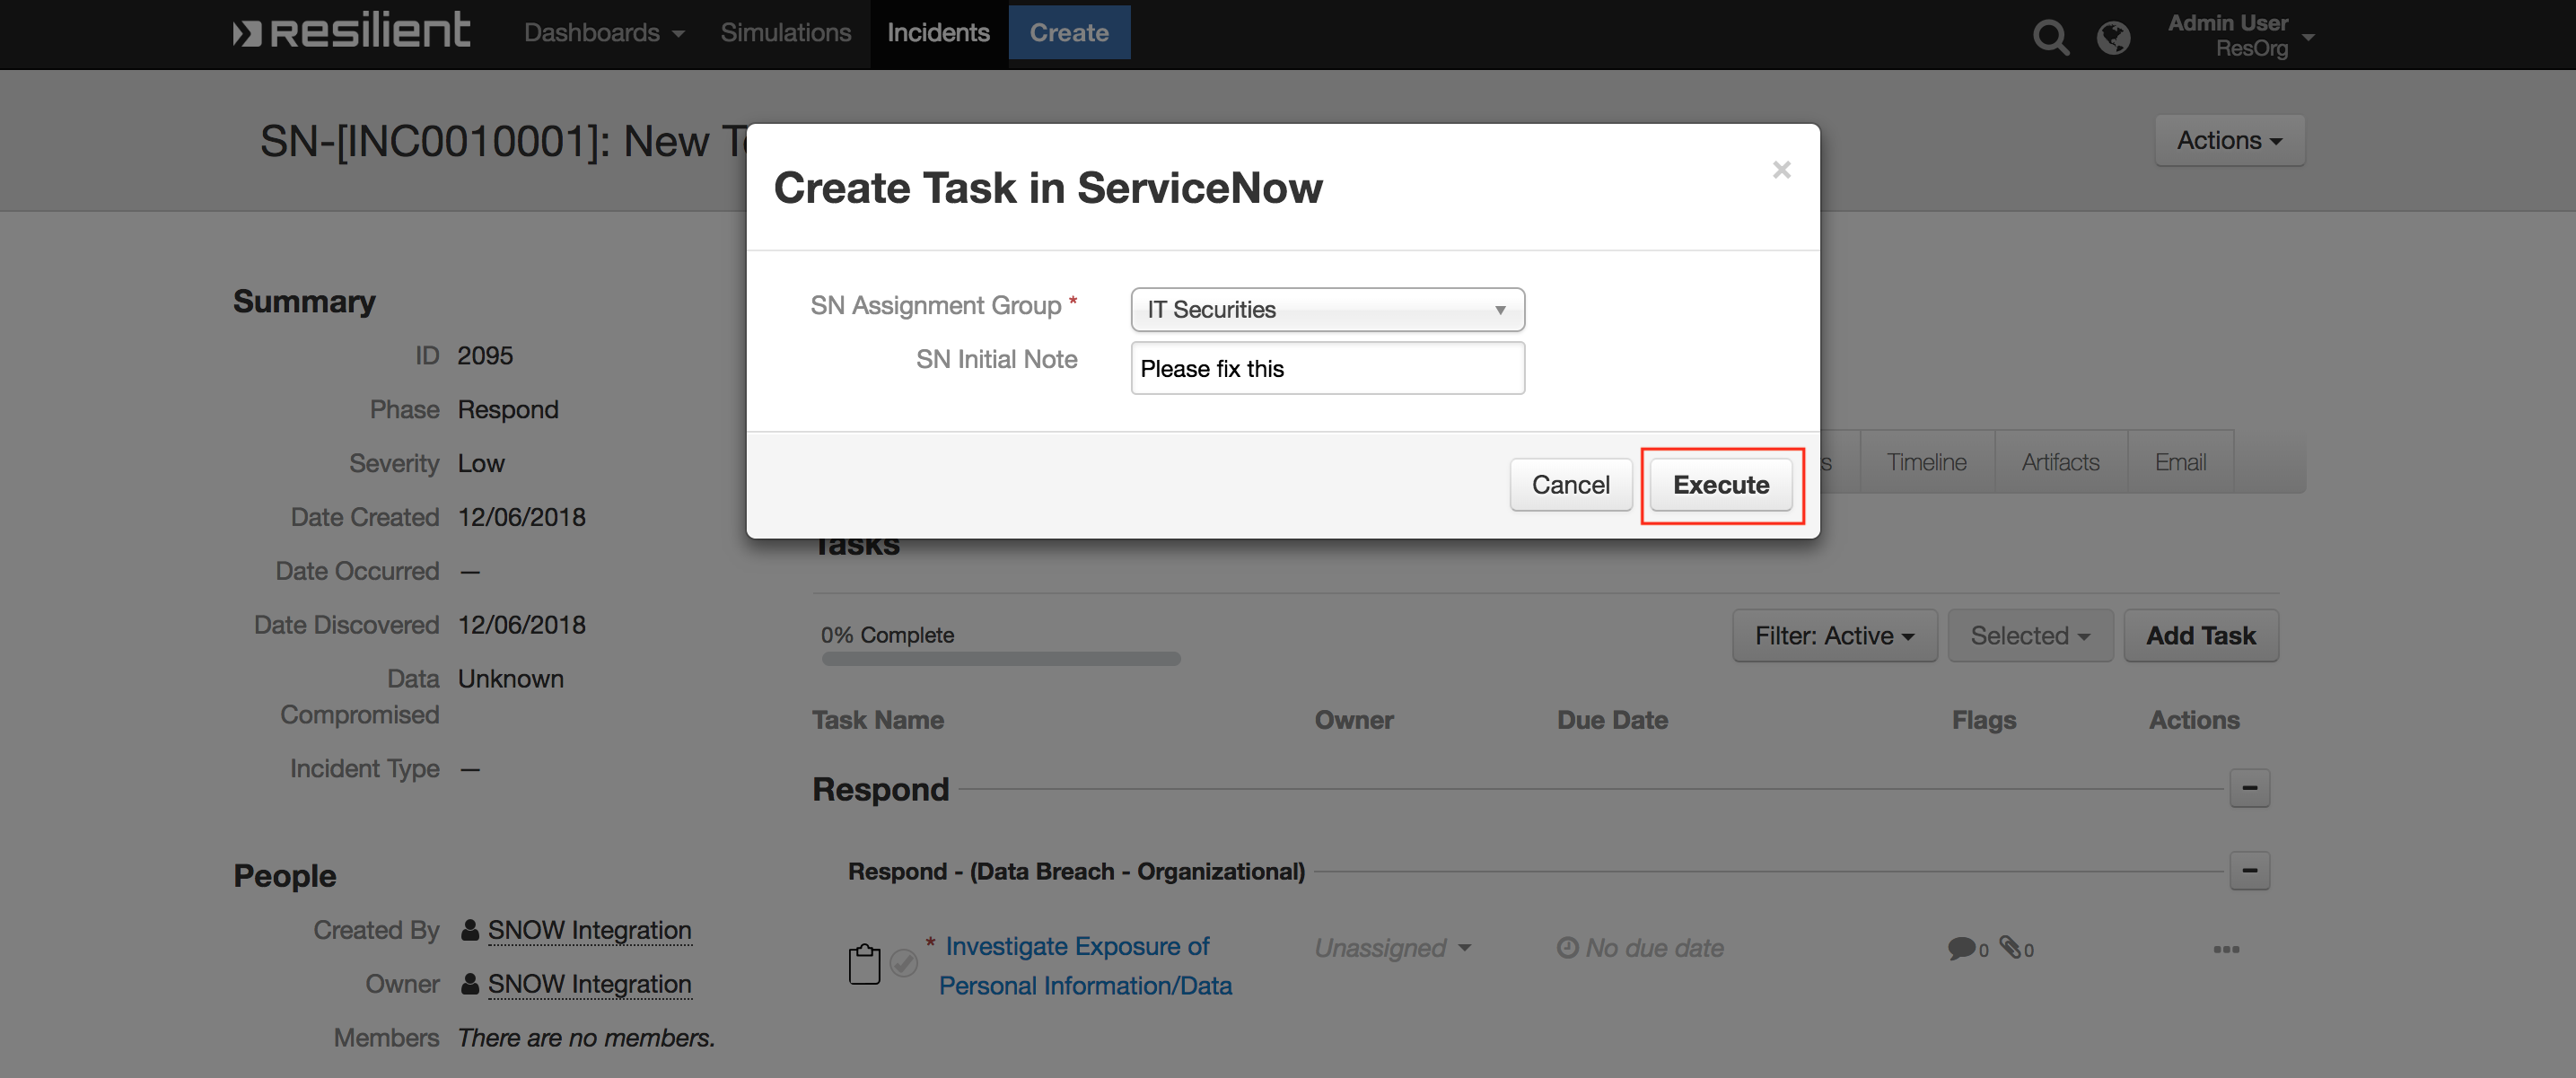 resilient
Dashboards
Simulations
Incidents
Create
Admin User
ResOrg
SN-[INC0010001]: New T
Actions
Create Task in ServiceNow
×
SN Assignment Group *
IT Securities
SN Initial Note
Please fix this
Cancel
Execute
Summary
ID 2095
Phase Respond
Severity Low
Date Created 12/06/2018
Date Occurred —
Date Discovered 12/06/2018
Data Unknown
Compromised
Incident Type —
People
Created By SNOW Integration
Owner SNOW Integration
Members There are no members.
s
Timeline
Artifacts
Email
Tasks
0% Complete
Filter: Active
Selected
Add Task
Task Name
Owner
Due Date
Flags
Actions
Respond
Respond - (Data Breach - Organizational)
* Investigate Exposure of
Personal Information/Data
Unassigned
No due date
0
0